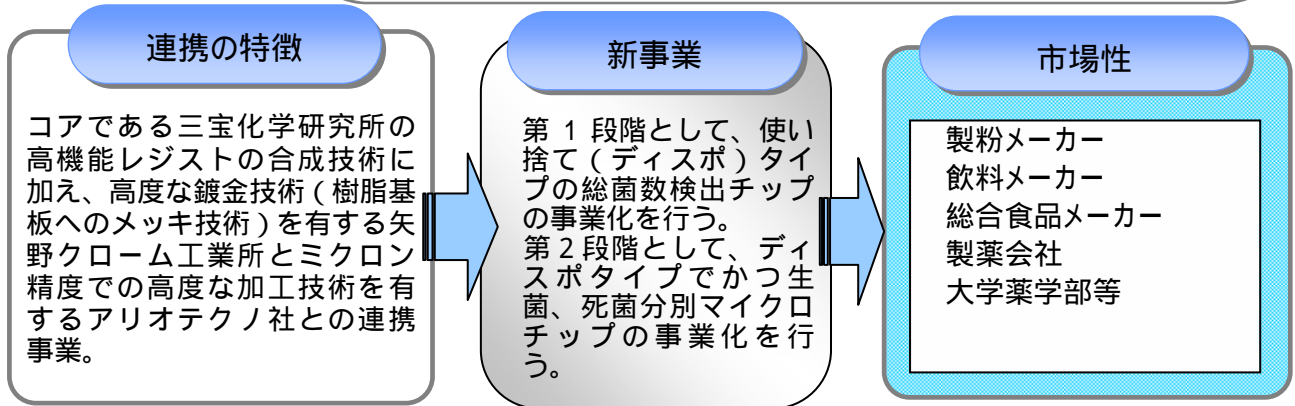 連携の特徴
コアである三宝化学研究所の
高機能レジストの合成技術に
加え、高度な鍍金技術(樹脂基
板へのメッキ技術)を有する矢
野クローム工業所とミクロン
精度での高度な加工技術を有
するアリオテクノ社との連携
事業。
新事業
第1段階として、使い
捨て(ディスポ)タイ
プの総菌数検出チップ
の事業化を行う。
第2段階として、ディ
スポタイプでかつ生
菌、死菌分別マイクロ
チップの事業化を行
う。
市場性
製粉メーカー
飲料メーカー
総合食品メーカー
製薬会社
大学薬学部等